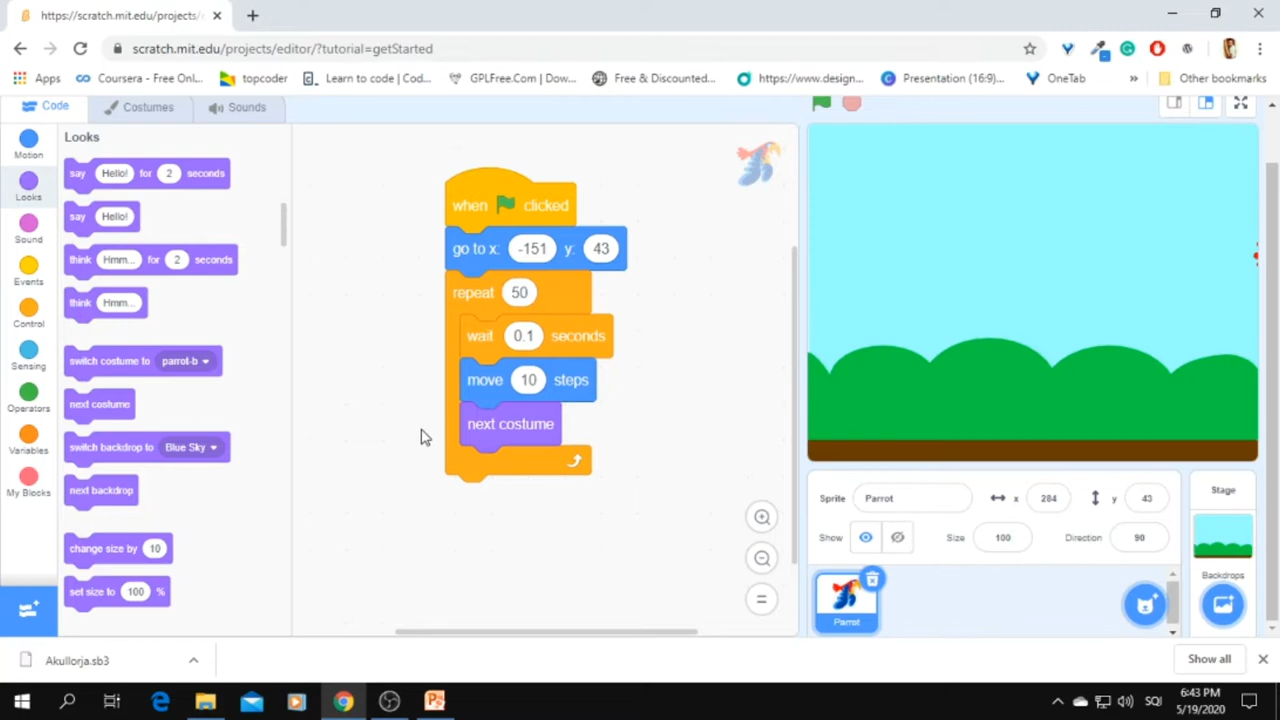 https://scratch.mit.edu/projects/
scratch.mit.edu/projects/editor/?tutorial=getStarted
Apps
Coursera - Free Onl...
topcoder
Learn to code | Cod...
GPLFree.Com | Dow...
Free & Discounted...
https://www.design...
Presentation (16:9)...
OneTab
»
Other bookmarks
Code
Costumes
Sounds
Motion
Looks
Sound
Events
Control
Sensing
Operators
Variables
My Blocks
Looks
say Hello! for 2 seconds
say Hello!
think Hmm... for 2 seconds
think Hmm...
switch costume to parrot-b
next costume
switch backdrop to Blue Sky
next backdrop
change size by 10
set size to 100 %
when clicked
go to x: -151 y: 43
repeat 50
wait 0.1 seconds
move 10 steps
next costume
Sprite Parrot x 284 y 43
Show Size 100 Direction 90
Parrot
Stage
Backdrops
Akullorja.sb3
Show all
SQI
6:43 PM
5/19/2020